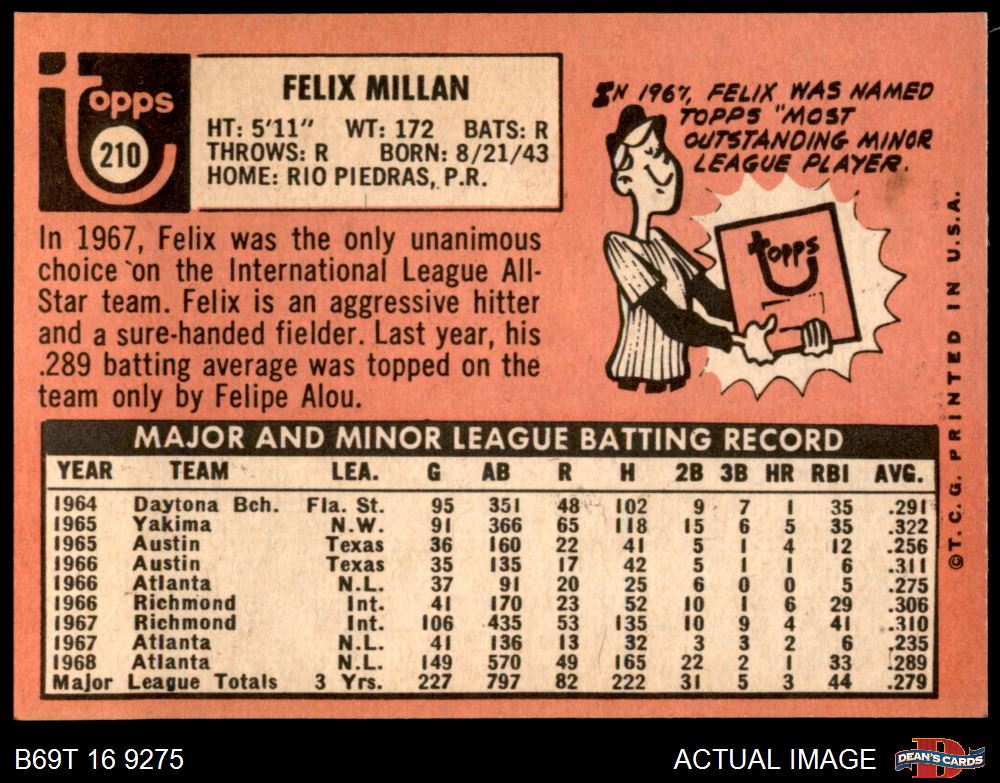 Topps
210
FELIX MILLAN
HT: 5'11" WT: 172 BATS: R
THROWS: R BORN: 8/21/43
HOME: RIO PIEDRAS, P.R.
IN 1967, FELIX WAS NAMED
TOPPS "MOST
OUTSTANDING MINOR
LEAGUE PLAYER.
TOPPS
In 1967, Felix was the only unanimous
choice on the International League All-
Star team. Felix is an aggressive hitter
and a sure-handed fielder. Last year, his
.289 batting average was topped on the
team only by Felipe Alou.
MAJOR AND MINOR LEAGUE BATTING RECORD
YEAR TEAM LEA. G AB R H 2B 3B HR RBI AVG.
1964 Daytona Bch. Fla. St. 95 351 48 102 9 7 1 35 .291
1965 Yakima N.W. 91 366 65 118 15 6 5 35 .322
1965 Austin Texas 36 160 22 41 5 1 4 12 .256
1966 Austin Texas 35 135 17 42 5 1 1 6 .311
1966 Atlanta N.L. 37 91 20 25 6 0 0 5 .275
1966 Richmond Int. 41 170 23 52 10 1 6 29 .306
1967 Richmond Int. 106 435 53 135 10 9 4 41 .310
1967 Atlanta N.L. 41 136 13 32 3 3 2 6 .235
1968 Atlanta N.L. 149 570 49 165 22 2 1 33 .289
Major League Totals 3 Yrs. 227 797 82 222 31 5 3 44 .279
©T.C.G. PRINTED IN U.S.A.
B69T 16 9275
ACTUAL IMAGE
D
DEAN'S CARDS